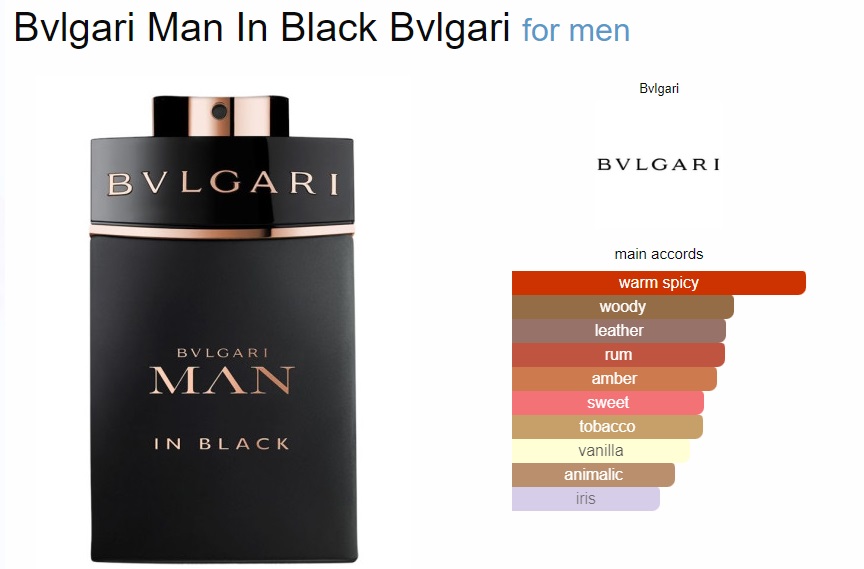 Bvlgari Man In Black Bvlgari for men
BVLGARI
BVLGARI
MAN
IN BLACK
Bvlgari
BVLGARI
main accords
warm spicy
woody
leather
rum
amber
sweet
tobacco
vanilla
animalic
iris